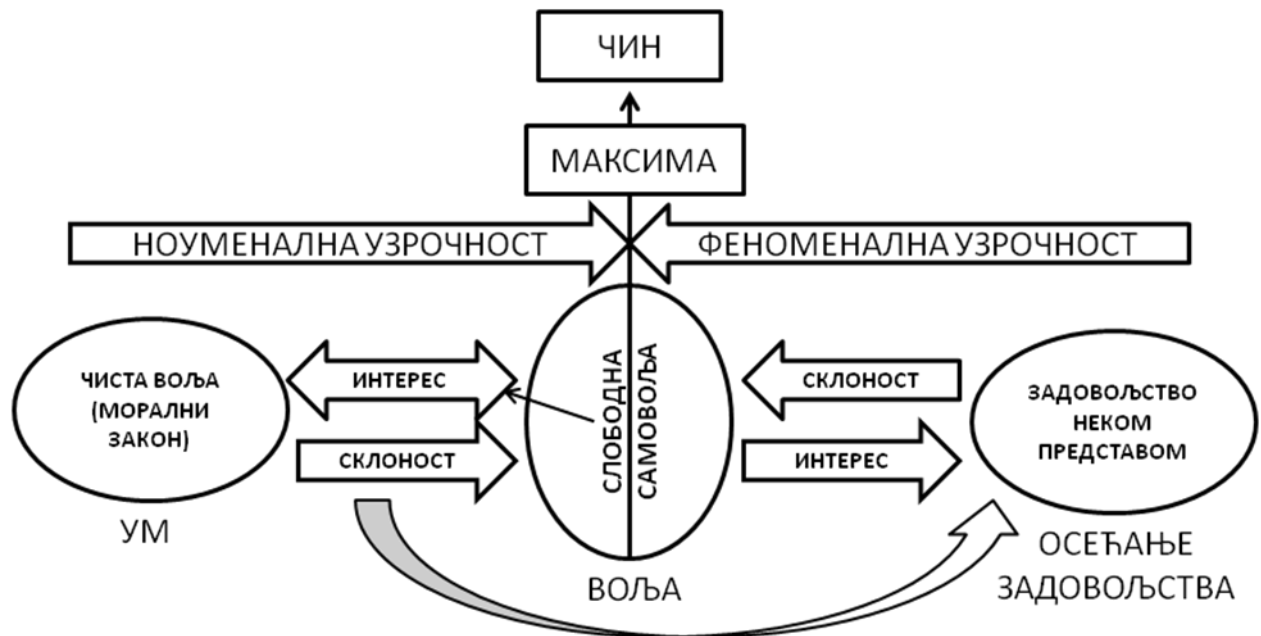 ЧИН
МАКСИМА
НОУМЕНАЛНА УЗРОЧНОСТ
ФЕНОМЕНАЛНА УЗРОЧНОСТ
ЧИСТА ВОЉА
(МОРАЛНИ
ЗАКОН)
УМ
ИНТЕРЕС
СКЛОНОСТ
СЛОБОДНА
САМОВОЉА
ВОЉА
СКЛОНОСТ
ИНТЕРЕС
ЗАДОВОЉСТВО
НЕКОМ
ПРЕДСТАВОМ
ОСЕЋАЊЕ
ЗАДОВОЉСТВА